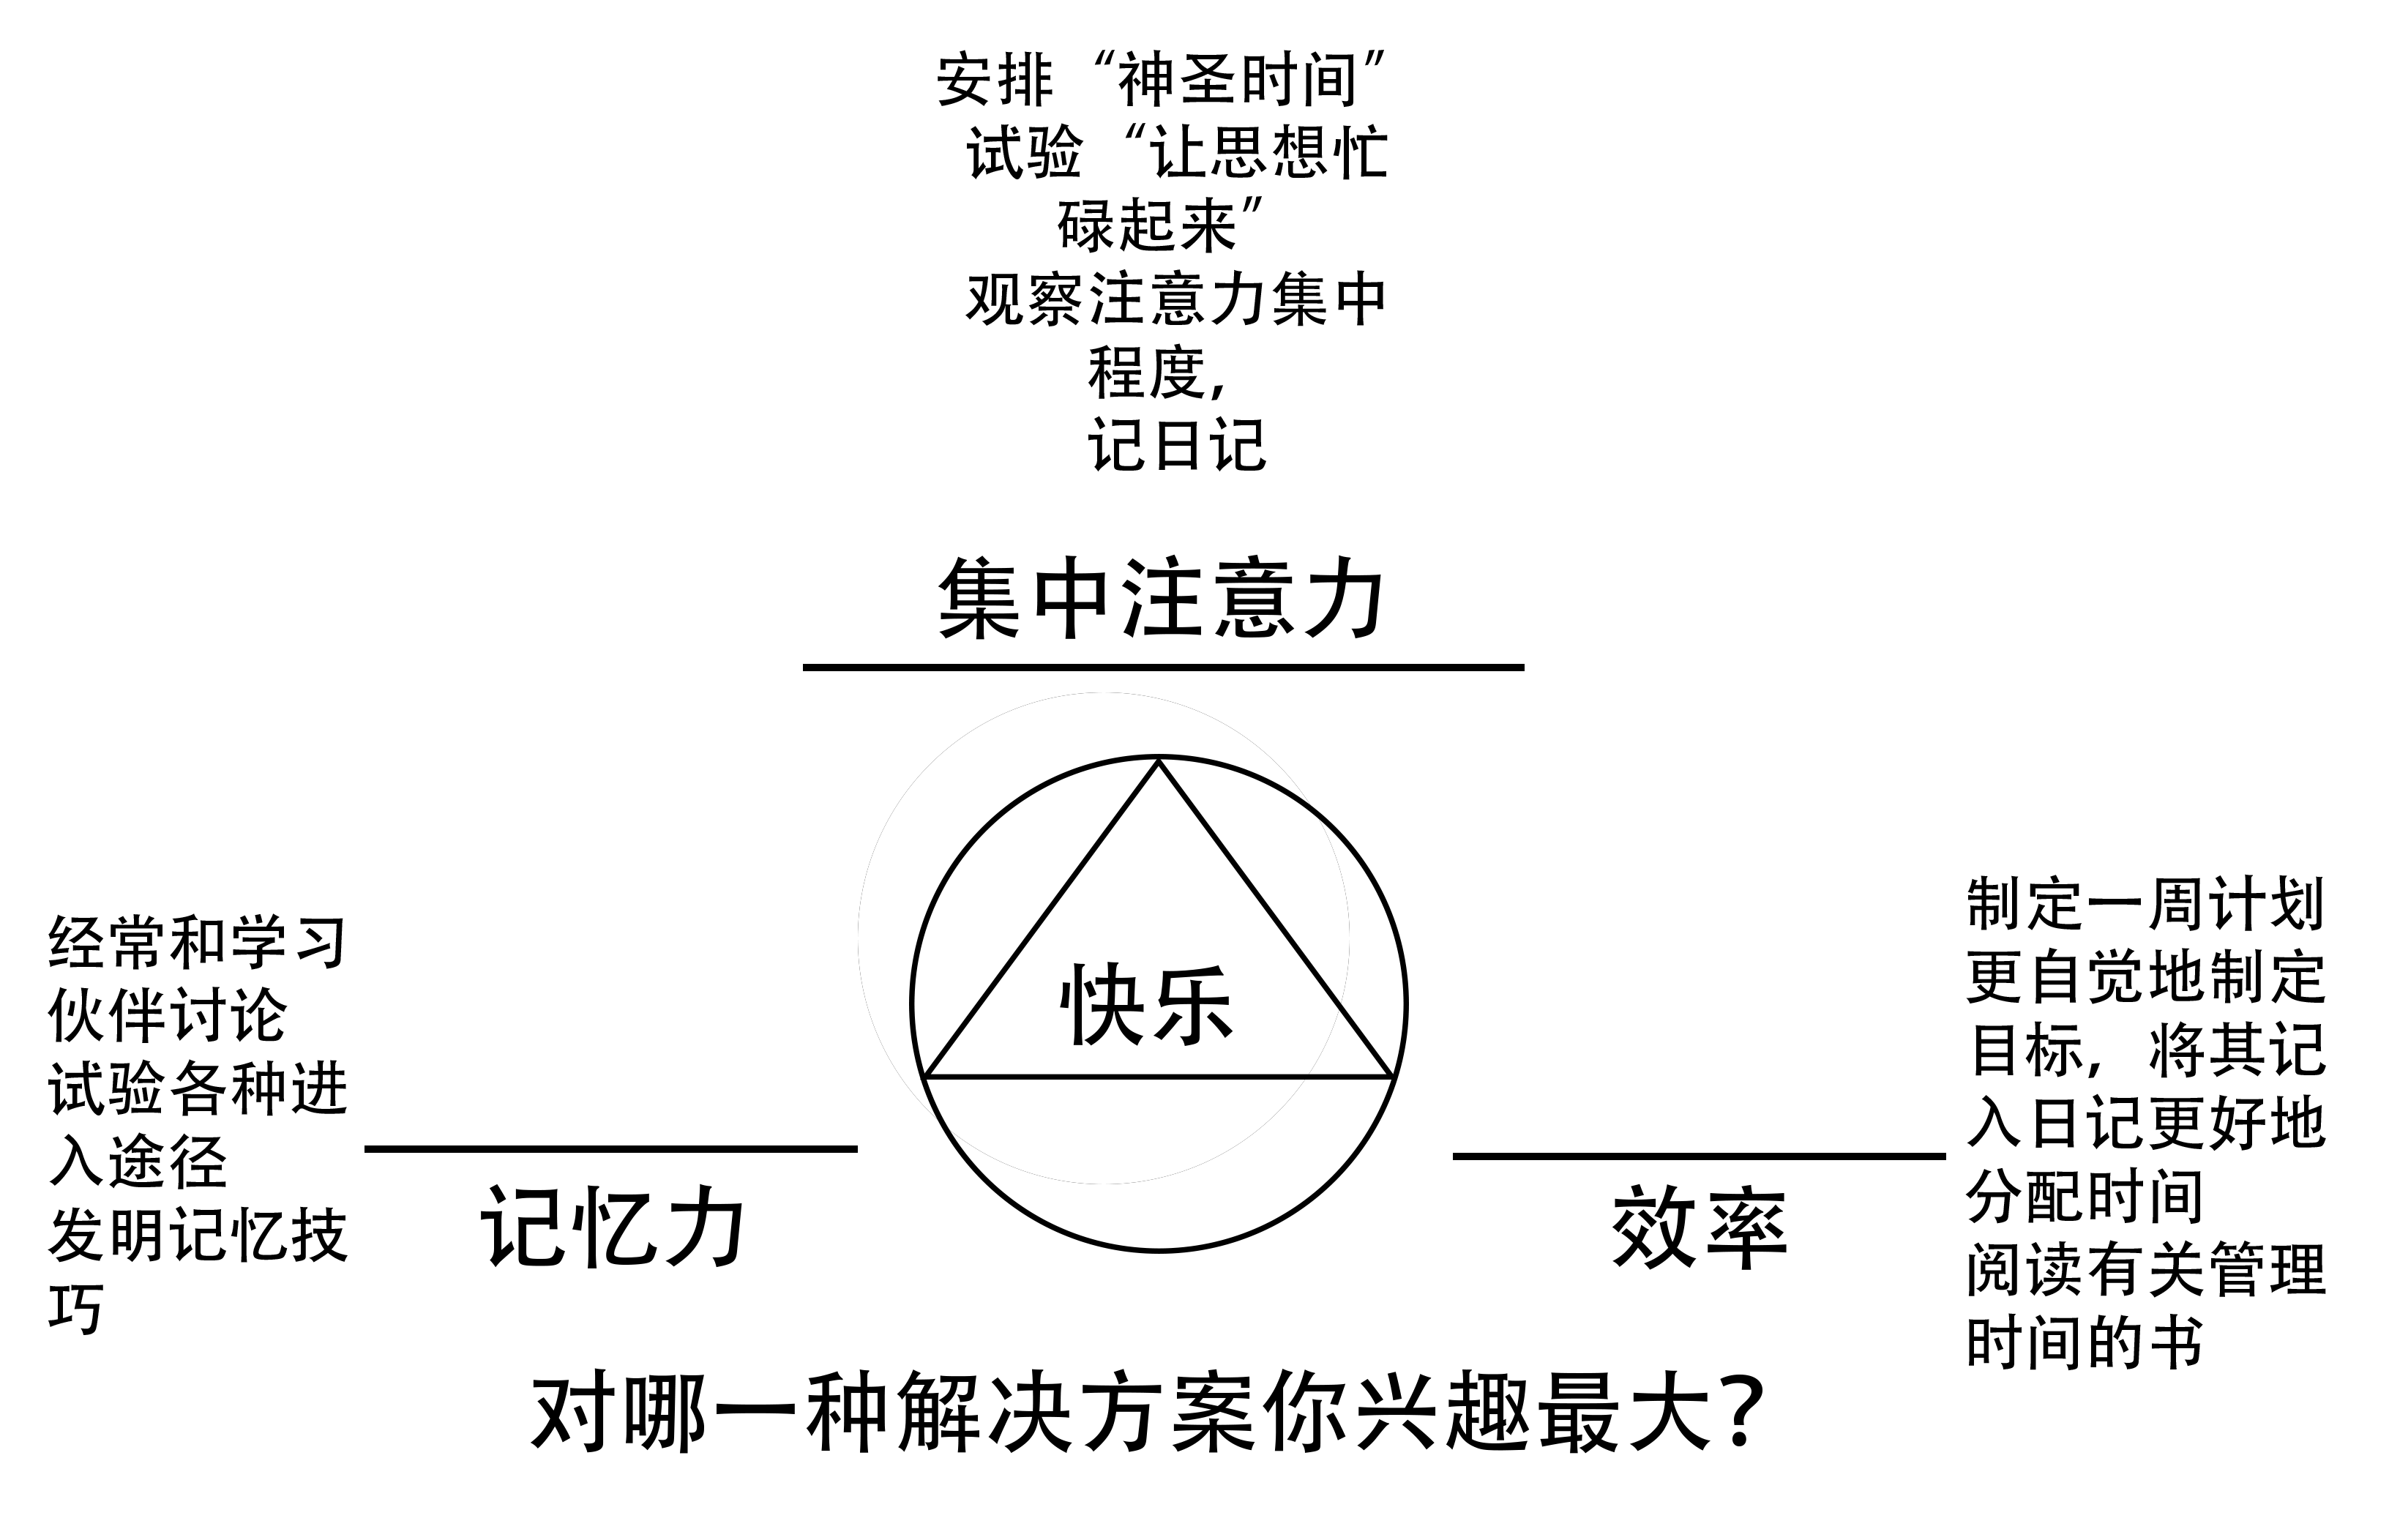 安排“神圣时间”
试验“让思想忙
碌起来”
观察注意力集中
程度,
记日记
集中注意力
快乐
经常和学习
伙伴讨论
试验各种进
入途径
发明记忆技
巧
记忆力
制定一周计划
更自觉地制定
目标，将其记
入日记更好地
分配时间
阅读有关管理
时间的书
效率
对哪一种解决方案你兴趣最大?